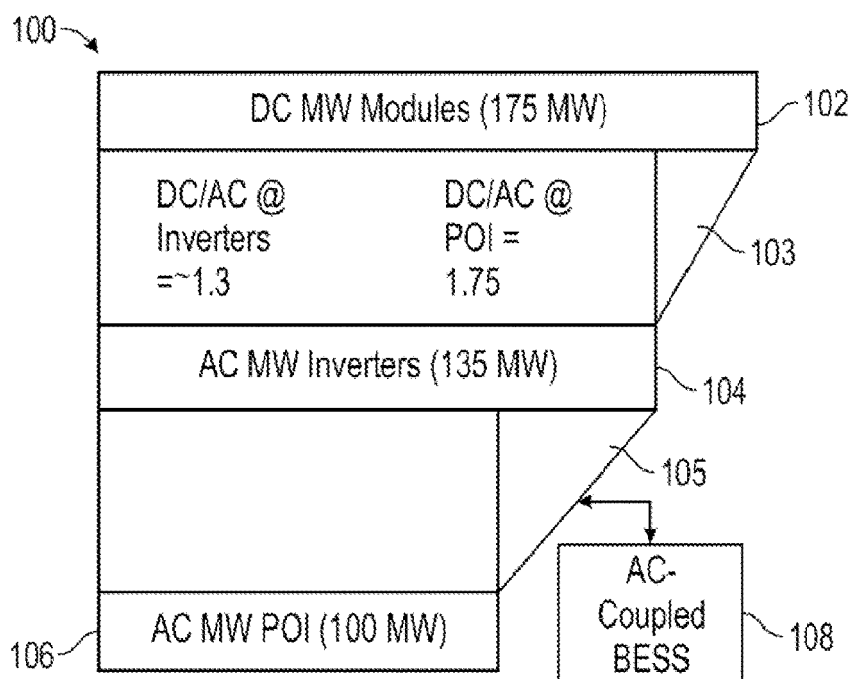 100
DC MW Modules (175 MW)
102
DC/AC @
Inverters
=~1.3
DC/AC @
POI =
1.75
103
AC MW Inverters (135 MW)
104
105
AC MW POI (100 MW)
106
AC-
Coupled
BESS
108